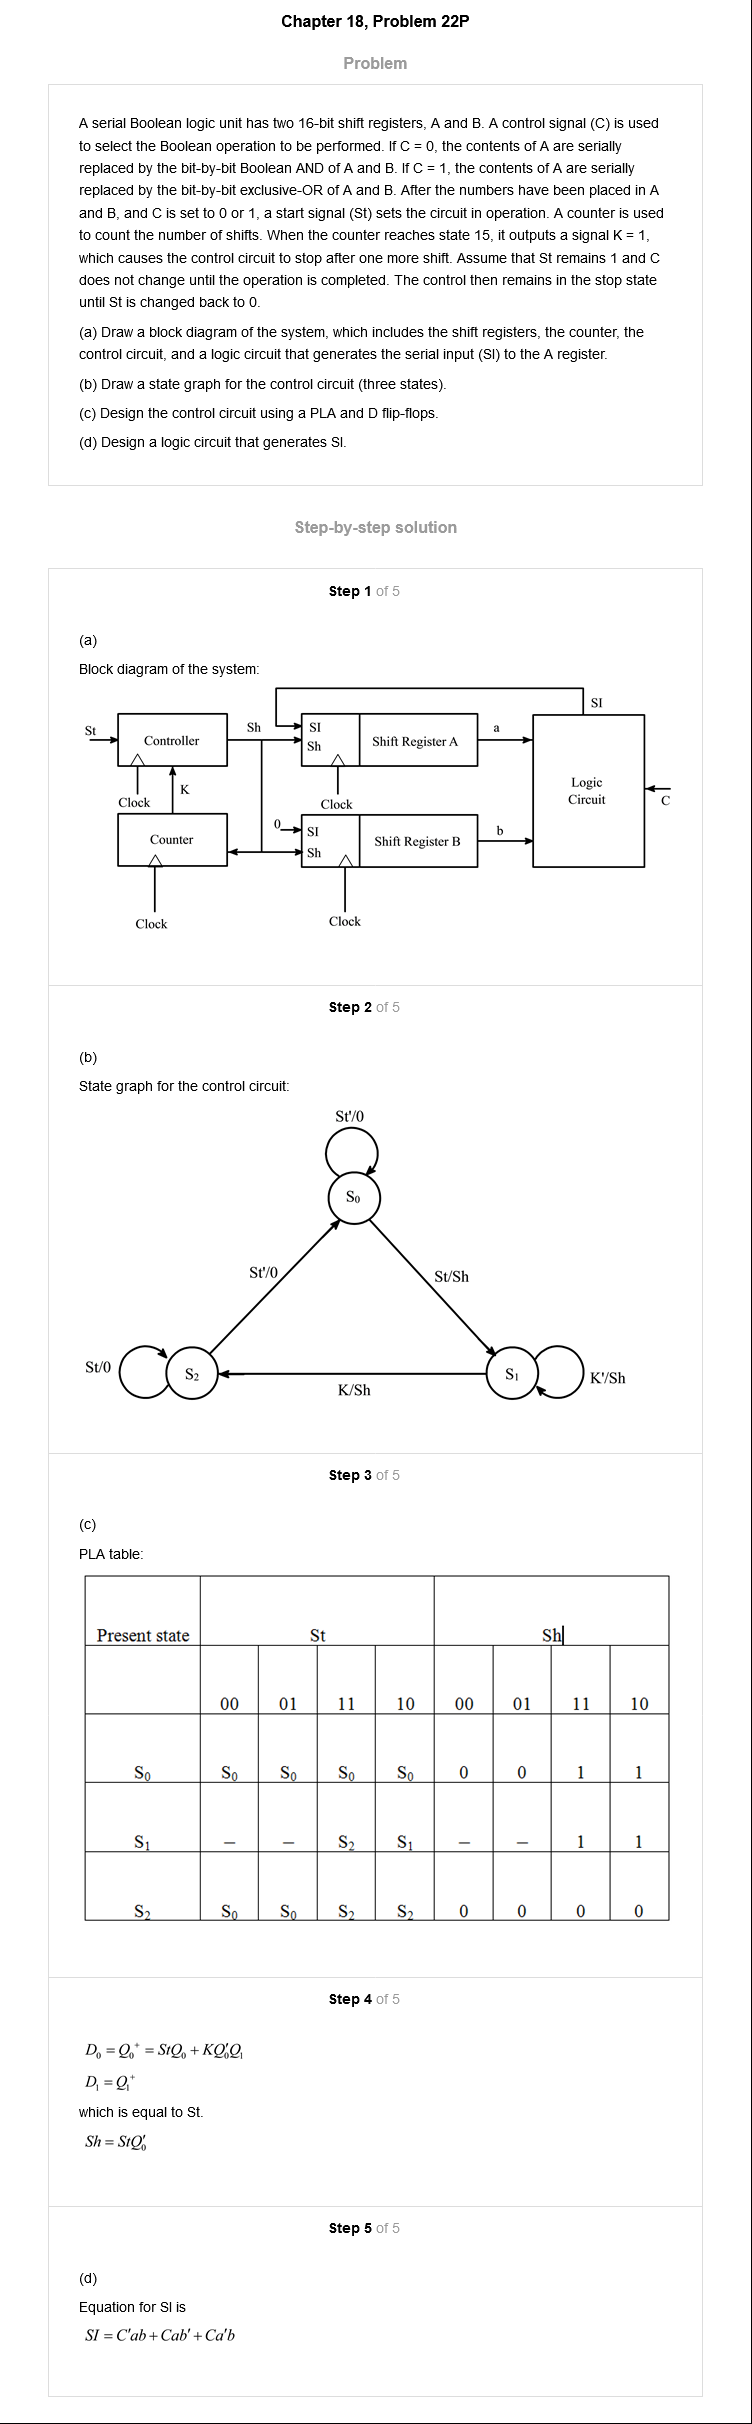 Chapter 18, Problem 22P
Problem
A serial Boolean logic unit has two 16-bit shift registers, A and B. A control signal (C) is used
to select the Boolean operation to be performed. If C = 0, the contents of A are serially
replaced by the bit-by-bit Boolean AND of A and B. If C = 1, the contents of A are serially
replaced by the bit-by-bit exclusive-OR of A and B. After the numbers have been placed in A
and B, and C is set to 0 or 1, a start signal (St) sets the circuit in operation. A counter is used
to count the number of shifts. When the counter reaches state 15, it outputs a signal K = 1,
which causes the control circuit to stop after one more shift. Assume that St remains 1 and C
does not change until the operation is completed. The control then remains in the stop state
until St is changed back to 0.
(a) Draw a block diagram of the system, which includes the shift registers, the counter, the
control circuit, and a logic circuit that generates the serial input (SI) to the A register.
(b) Draw a state graph for the control circuit (three states).
(c) Design the control circuit using a PLA and D flip-flops.
(d) Design a logic circuit that generates SI.
Step-by-step solution
Step 1 of 5
(a)
Block diagram of the system:
SI
St
Controller
Sh
SI
Sh
Shift Register A
a
Clock
K
Clock
Logic
Circuit
C
Counter
0
SI
Sh
Shift Register B
b
Clock
Clock
Step 2 of 5
(b)
State graph for the control circuit:
St'/0
S₀
St'/0
St/Sh
St/0
S₂
S₁
K'/Sh
K/Sh
Step 3 of 5
(c)
PLA table:
Present state St Sh
00 01 11 10 00 01 11 10
S₀ S₀ S₀ S₀ S₀ 0 0 1 1
S₁ – – S₂ S₁ – – 1 1
S₂ S₀ S₀ S₂ S₂ 0 0 0 0
Step 4 of 5
D₀ = Q₀⁺ = StQ₀ + KQ₀'Q₁
D₁ = Q₁⁺
which is equal to St.
Sh = StQ₀'
Step 5 of 5
(d)
Equation for SI is
SI = C'ab + Cab' + Ca'b